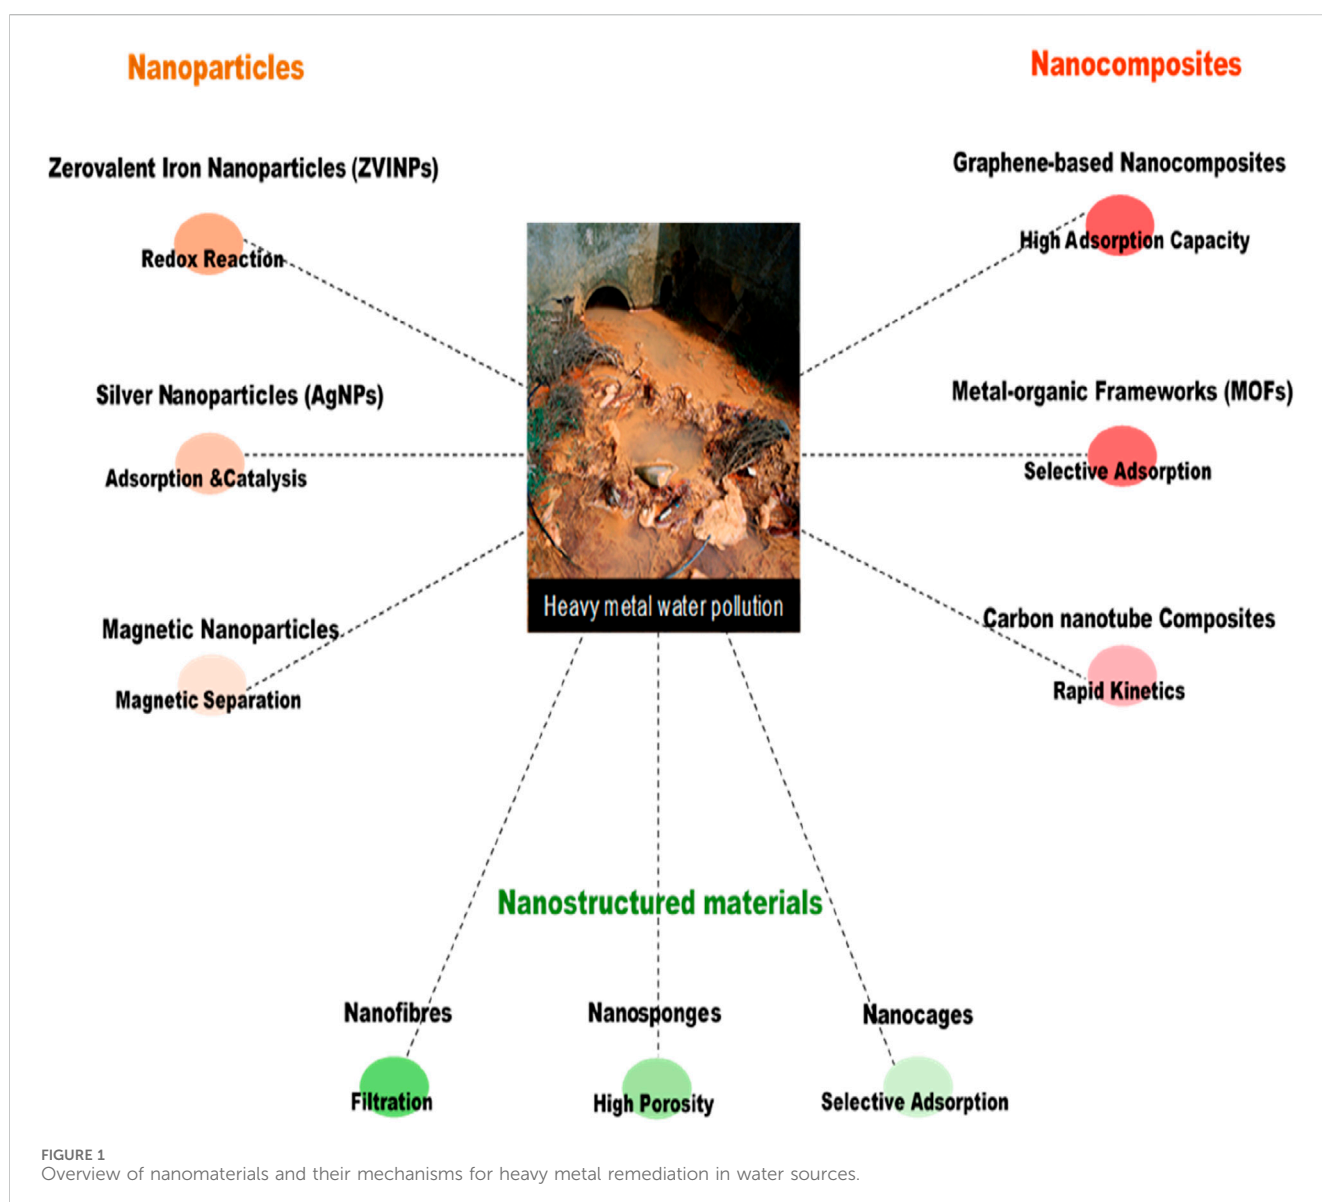 Nanoparticles
Nanocomposites
Zerovalent Iron Nanoparticles (ZVINPs)
Redox Reaction
Graphene-based Nanocomposites
High Adsorption Capacity
Silver Nanoparticles (AgNPs)
Adsorption &Catalysis
Metal-organic Frameworks (MOFs)
Selective Adsorption
Heavy metal water pollution
Magnetic Nanoparticles
Magnetic Separation
Carbon nanotube Composites
Rapid Kinetics
Nanostructured materials
Nanofibres
Filtration
Nanosponges
High Porosity
Nanocages
Selective Adsorption
FIGURE 1
Overview of nanomaterials and their mechanisms for heavy metal remediation in water sources.